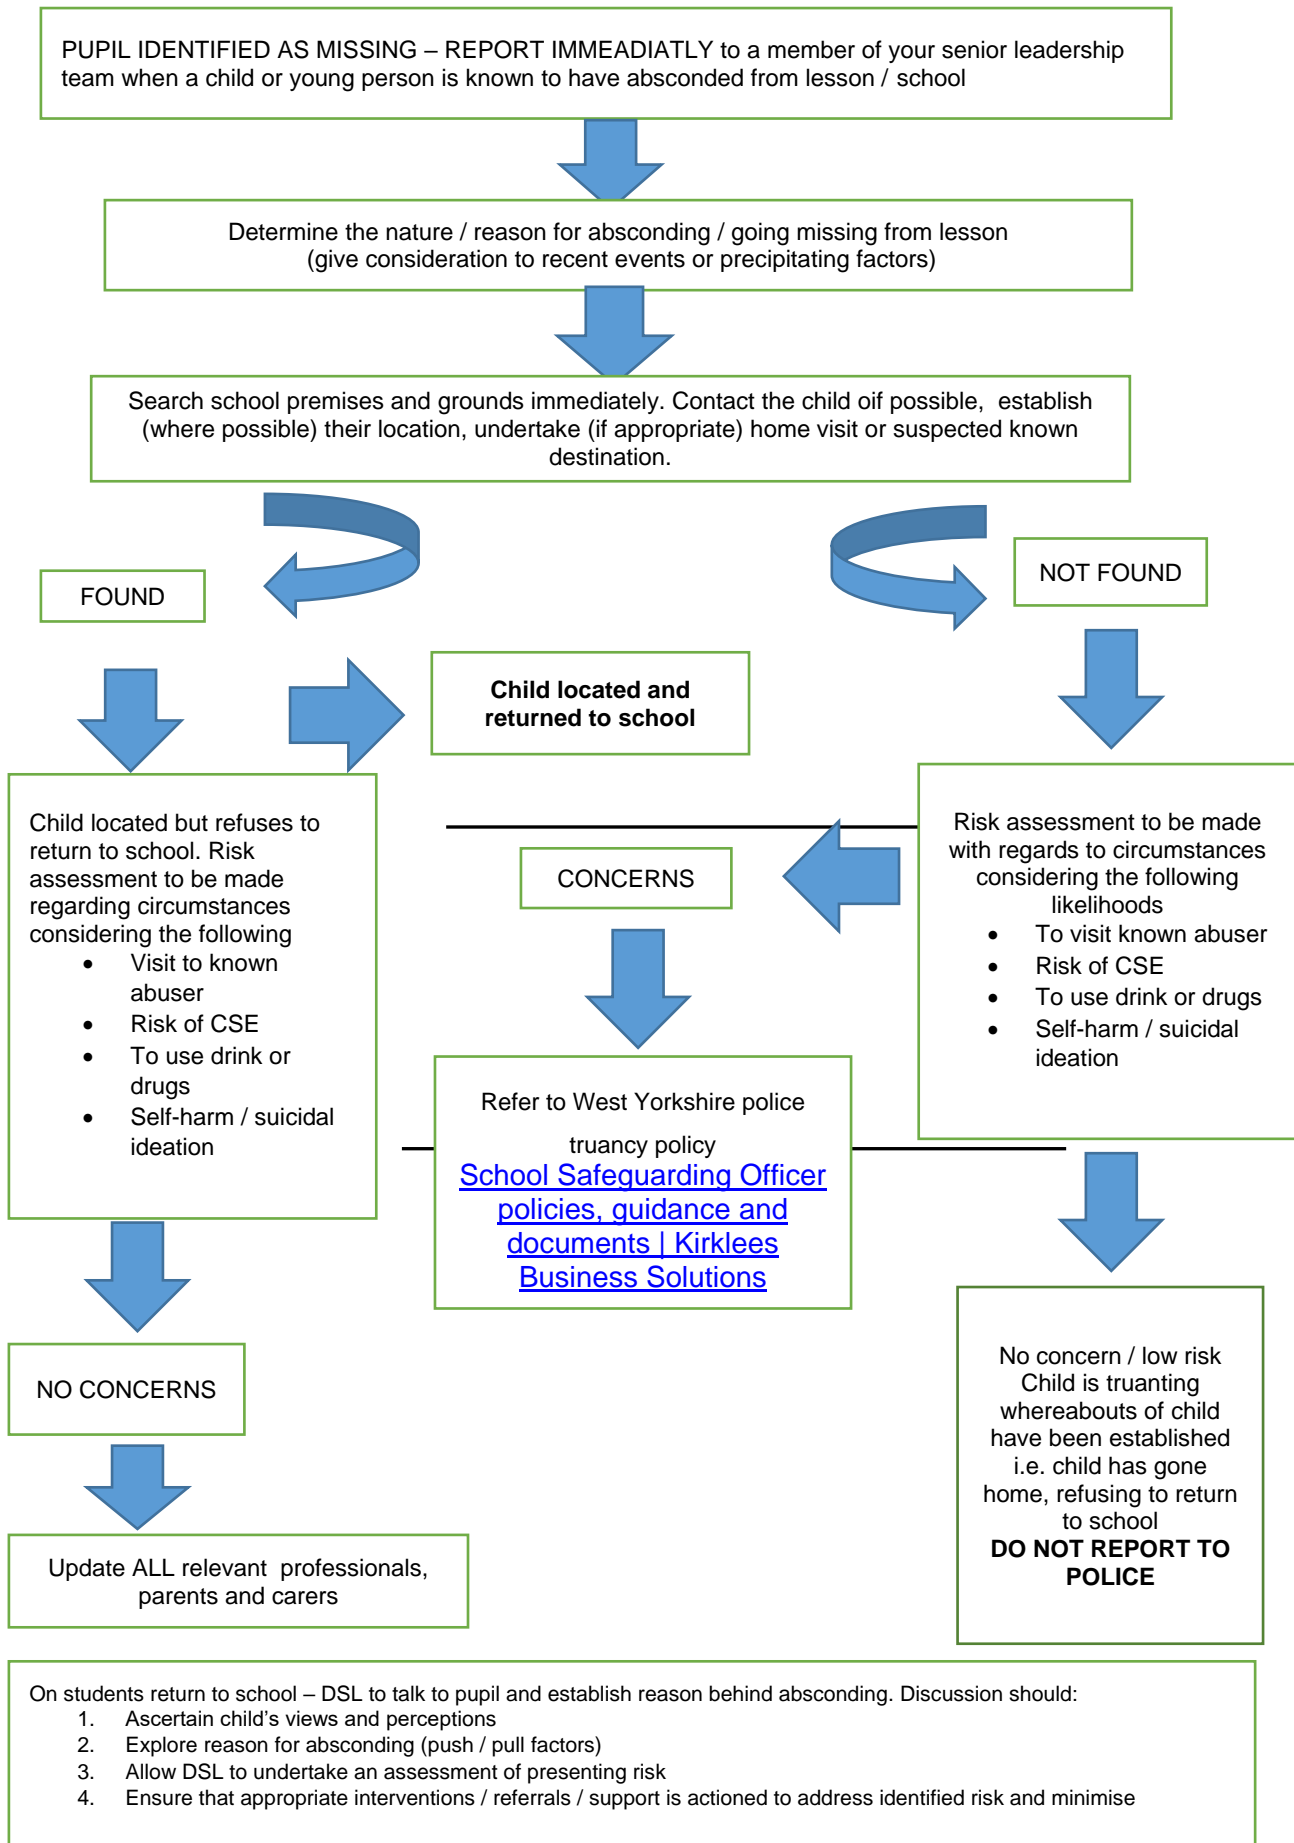 PUPIL IDENTIFIED AS MISSING – REPORT IMMEADIATLY to a member of your senior leadership
team when a child or young person is known to have absconded from lesson / school
Determine the nature / reason for absconding / going missing from lesson
(give consideration to recent events or precipitating factors)
Search school premises and grounds immediately. Contact the child oif possible, establish
(where possible) their location, undertake (if appropriate) home visit or suspected known
destination.
FOUND
NOT FOUND
Child located and
returned to school
Child located but refuses to
return to school. Risk
assessment to be made
regarding circumstances
considering the following
• Visit to known
abuser
• Risk of CSE
• To use drink or
drugs
• Self-harm / suicidal
ideation
CONCERNS
Risk assessment to be made
with regards to circumstances
considering the following
likelihoods
• To visit known abuser
• Risk of CSE
• To use drink or drugs
• Self-harm / suicidal
ideation
Refer to West Yorkshire police
truancy policy
School Safeguarding Officer
policies, guidance and
documents | Kirklees
Business Solutions
NO CONCERNS
No concern / low risk
Child is truanting
whereabouts of child
have been established
i.e. child has gone
home, refusing to return
to school
DO NOT REPORT TO
POLICE
Update ALL relevant professionals,
parents and carers
On students return to school – DSL to talk to pupil and establish reason behind absconding. Discussion should:
1. Ascertain child's views and perceptions
2. Explore reason for absconding (push / pull factors)
3. Allow DSL to undertake an assessment of presenting risk
4. Ensure that appropriate interventions / referrals / support is actioned to address identified risk and minimise